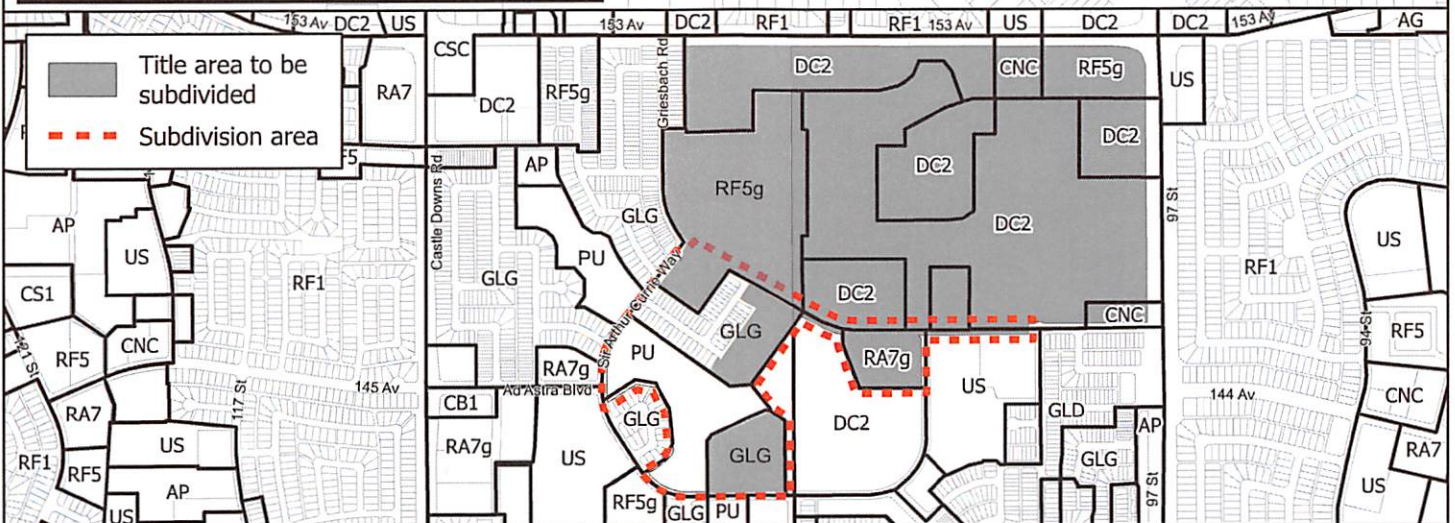 153 Av
DC2
US
153 Av
DC2
RF1
RF1
153 Av
US
DC2
DC2
153 Av
AG
Title area to be
subdivided
Subdivision area
RA7
CSC
DC2
RF5g
Griesbach Rd
DC2
CNC
RF5g
US
DC2
F5
Castle Downs Rd
AP
RF5g
DC2
DC2
97 St
AP
US
RF1
GLG
PU
GLG
US
RF1
CS1
Sir Arthur Currie Way
DC2
CNC
GLG
94 St
RF5
121 St
RF5
CNC
RA7g
PU
RA7g
145 Av
Ad Astra Blvd
US
GLD
144 Av
CNC
117 St
RA7
CB1
GLG
DC2
AP
RF1
RF5
US
RA7g
US
GLG
GLG
RA7
AP
US
RF5g
GLG
PU
97 St
US